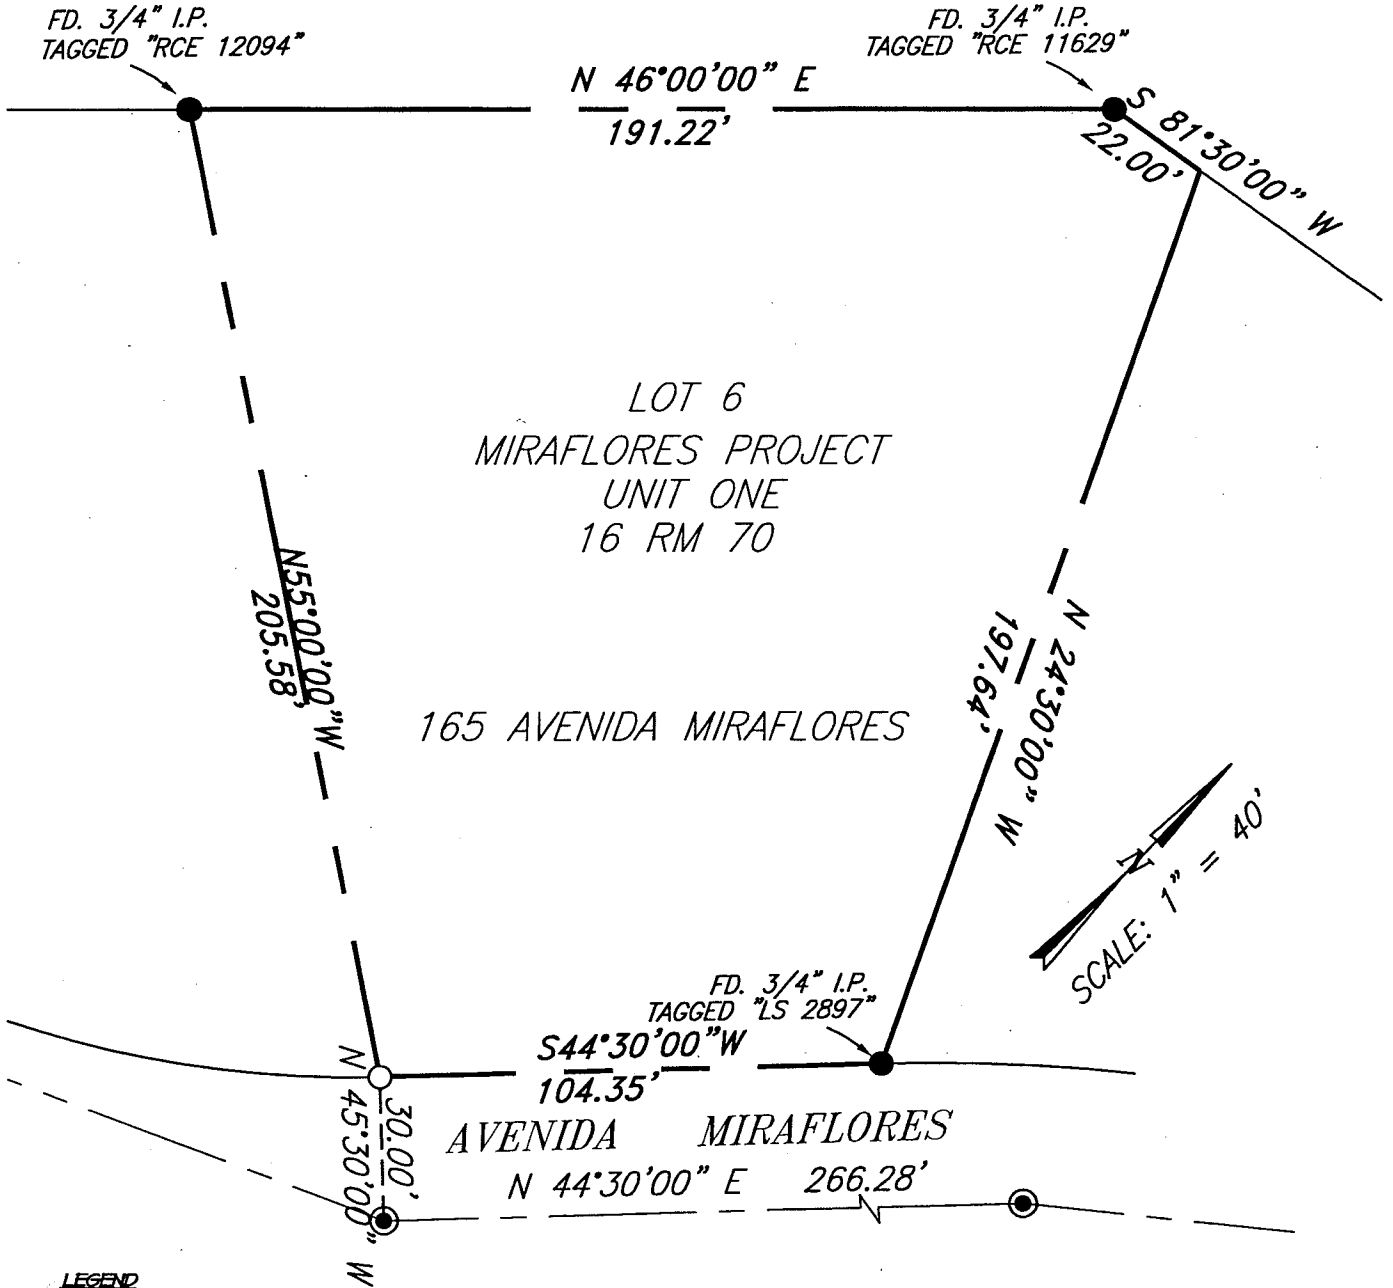 FD. 3/4" I.P.
TAGGED "RCE 12094"
FD. 3/4" I.P.
TAGGED "RCE 11629"
N 46°00'00" E
191.22'
S 81°30'00" W
22.00'
LOT 6
MIRAFLORES PROJECT
UNIT ONE
16 RM 70
N55°00'00"W
205.58'
N 24°30'00" W
197.64'
165 AVENIDA MIRAFLORES
N
SCALE: 1" = 40'
FD. 3/4" I.P.
TAGGED "LS 2897"
S44°30'00"W
104.35'
N 45°30'00" W
30.00'
AVENIDA MIRAFLORES
N 44°30'00" E 266.28'
LEGEND